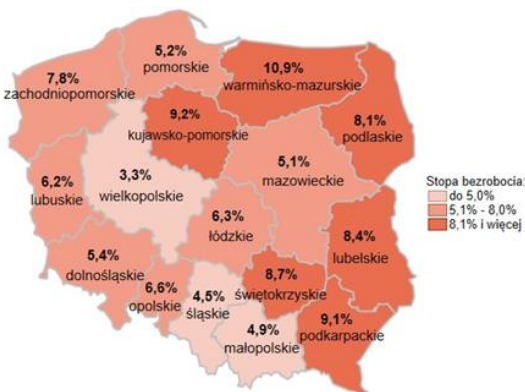 5,2%
pomorskie
10,9%
warmińsko-mazurskie
7,8%
zachodniopomorskie
9,2%
kujawsko-pomorskie
8,1%
podlaskie
6,2%
lubuskie
3,3%
wielkopolskie
5,1%
mazowieckie
Stopa bezrobocia:
do 5,0%
5,1% - 8,0%
8,1% i więcej
6,3%
łódzkie
8,4%
lubelskie
5,4%
dolnośląskie
6,6%
opolskie
4,5%
śląskie
8,7%
świętokrzyskie
4,9%
małopolskie
9,1%
podkarpackie